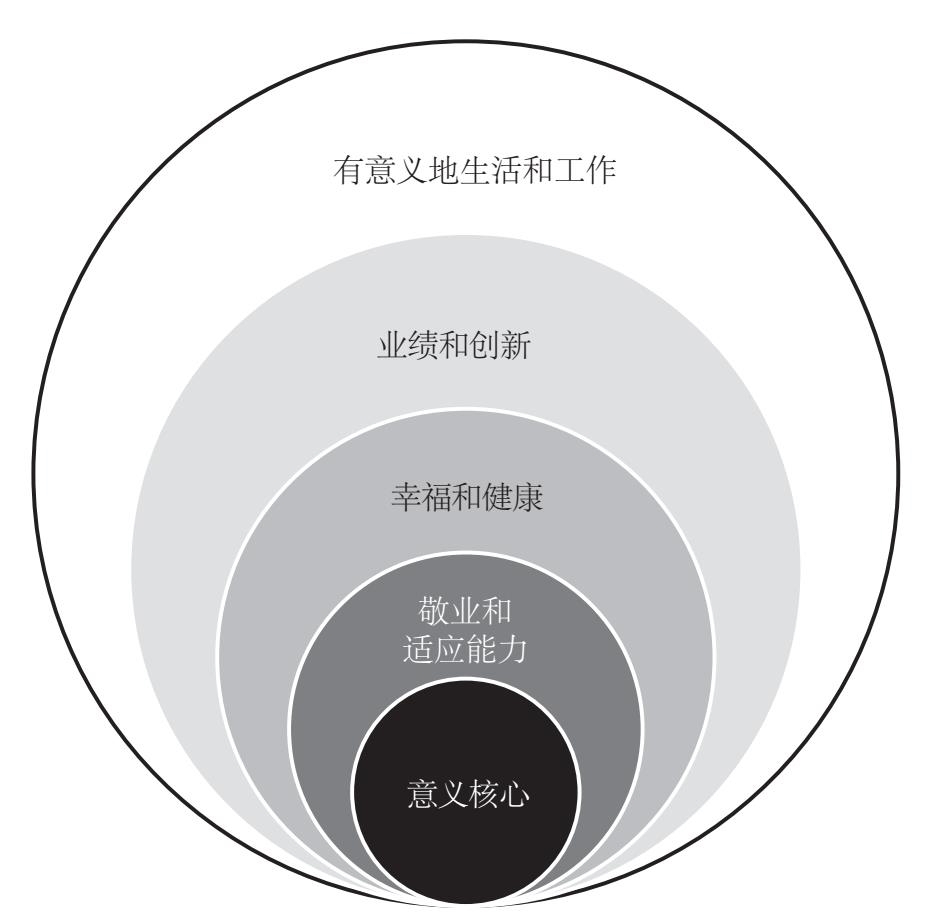 有意义地生活和工作
业绩和创新
幸福和健康
敬业和
适应能力
意义核心